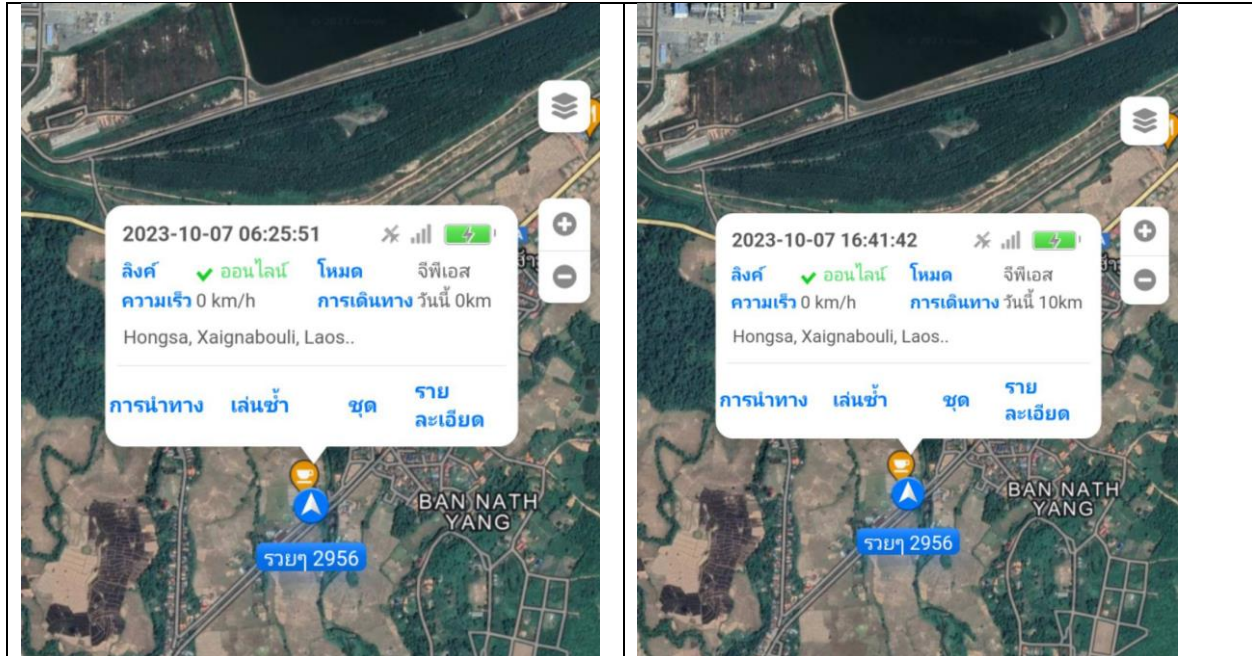 2023-10-07 06:25:51
ลิงค์ ออนไลน์ โหมด จีพีเอส
ความเร็ว 0 km/h การเดินทาง วันนี้ 0km
Hongsa, Xaignabouli, Laos..
การนำทาง เล่นซ้ำ ชุด ราย
ละเอียด
BAN NATH
YANG
รวยๆ 2956
2023-10-07 16:41:42
ลิงค์ ออนไลน์ โหมด จีพีเอส
ความเร็ว 0 km/h การเดินทาง วันนี้ 10km
Hongsa, Xaignabouli, Laos..
การนำทาง เล่นซ้ำ ชุด ราย
ละเอียด
BAN NATH
YANG
รวยๆ 2956